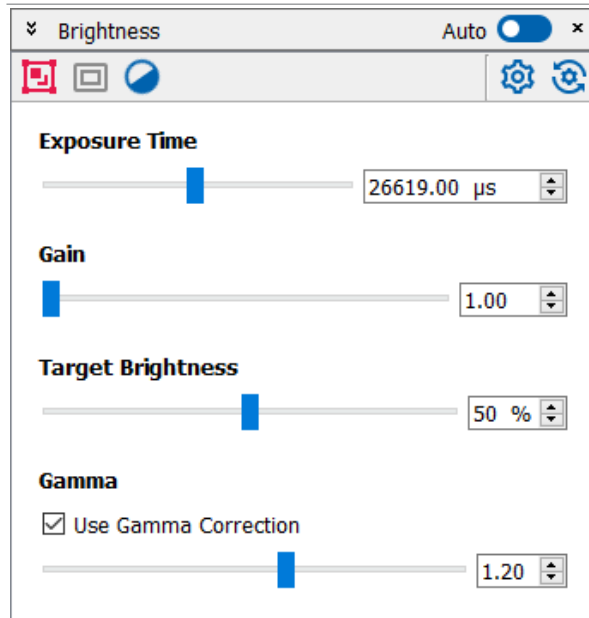 Brightness Auto
Exposure Time
26619.00 µs
Gain
1.00
Target Brightness
50 %
Gamma
Use Gamma Correction
1.20